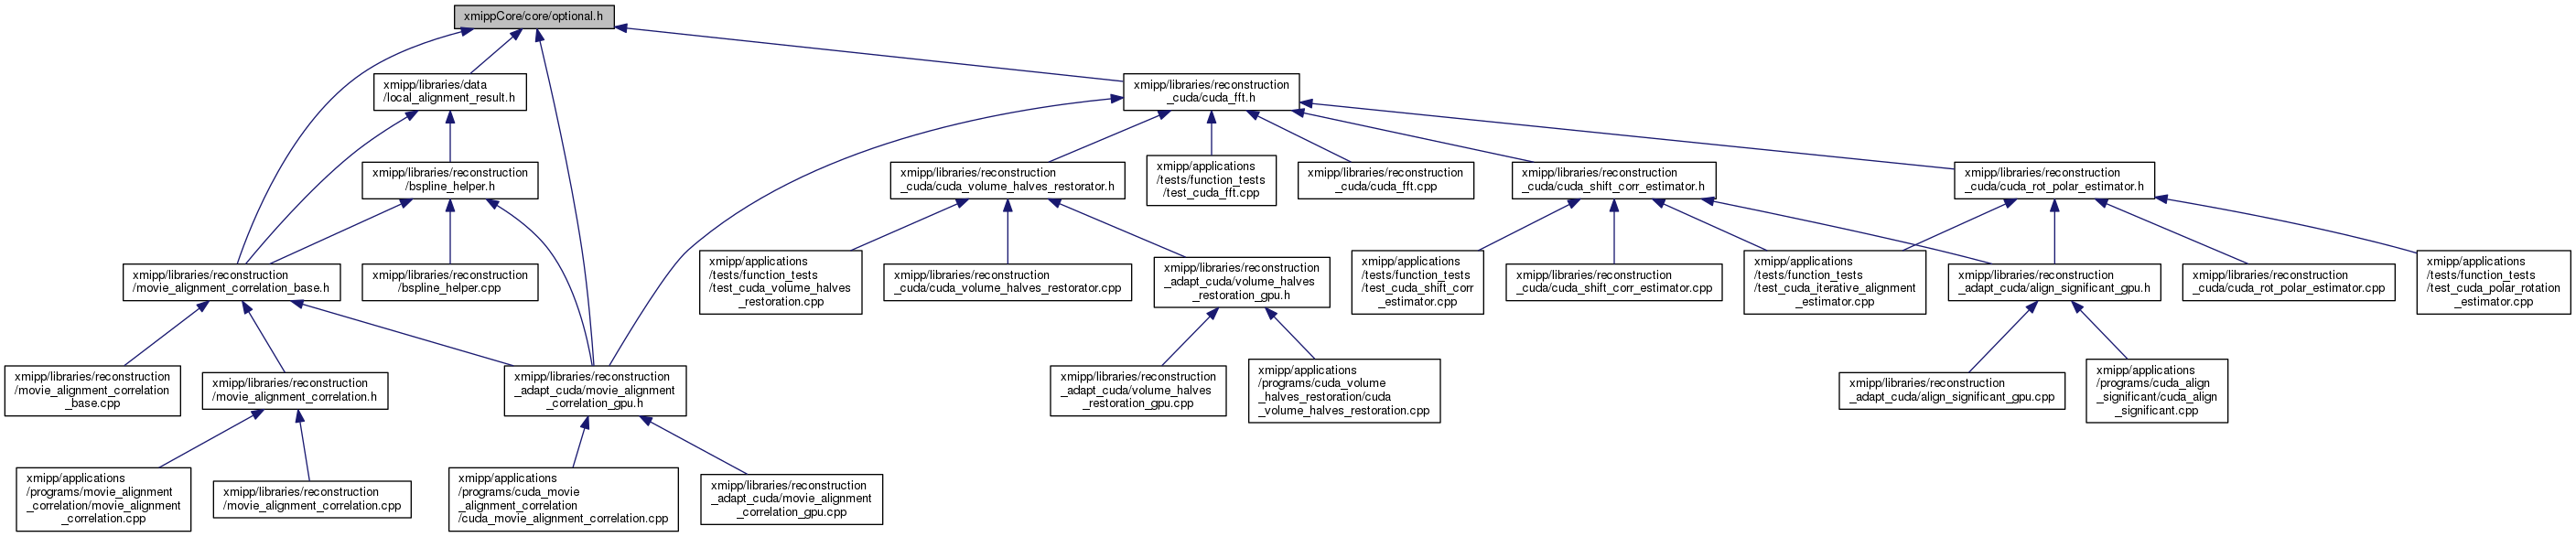 xmippCore/core/optional.h
xmipp/libraries/data
/local_alignment_result.h
xmipp/libraries/reconstruction
_cuda/cuda_fft.h
xmipp/libraries/reconstruction
/bspline_helper.h
xmipp/libraries/reconstruction
_cuda/cuda_volume_halves_restorator.h
xmipp/applications
/tests/function_tests
/test_cuda_fft.cpp
xmipp/libraries/reconstruction
_cuda/cuda_fft.cpp
xmipp/libraries/reconstruction
_cuda/cuda_shift_corr_estimator.h
xmipp/libraries/reconstruction
_cuda/cuda_rot_polar_estimator.h
xmipp/libraries/reconstruction
/movie_alignment_correlation_base.h
xmipp/libraries/reconstruction
/bspline_helper.cpp
xmipp/applications
/tests/function_tests
/test_cuda_volume_halves
_restoration.cpp
xmipp/libraries/reconstruction
_cuda/cuda_volume_halves_restorator.cpp
xmipp/libraries/reconstruction
_adapt_cuda/volume_halves
_restoration_gpu.h
xmipp/applications
/tests/function_tests
/test_cuda_shift_corr
_estimator.cpp
xmipp/libraries/reconstruction
_cuda/cuda_shift_corr_estimator.cpp
xmipp/applications
/tests/function_tests
/test_cuda_iterative_alignment
_estimator.cpp
xmipp/libraries/reconstruction
_adapt_cuda/align_significant_gpu.h
xmipp/libraries/reconstruction
_cuda/cuda_rot_polar_estimator.cpp
xmipp/applications
/tests/function_tests
/test_cuda_polar_rotation
_estimator.cpp
xmipp/libraries/reconstruction
/movie_alignment_correlation
_base.cpp
xmipp/libraries/reconstruction
/movie_alignment_correlation.h
xmipp/libraries/reconstruction
_adapt_cuda/movie_alignment
_correlation_gpu.h
xmipp/libraries/reconstruction
_adapt_cuda/volume_halves
_restoration_gpu.cpp
xmipp/applications
/programs/cuda_volume
_halves_restoration/cuda
_volume_halves_restoration.cpp
xmipp/libraries/reconstruction
_adapt_cuda/align_significant_gpu.cpp
xmipp/applications
/programs/cuda_align
_significant/cuda_align
_significant.cpp
xmipp/applications
/programs/movie_alignment
_correlation/movie_alignment
_correlation.cpp
xmipp/libraries/reconstruction
/movie_alignment_correlation.cpp
xmipp/applications
/programs/cuda_movie
_alignment_correlation
/cuda_movie_alignment_correlation.cpp
xmipp/libraries/reconstruction
_adapt_cuda/movie_alignment
_correlation_gpu.cpp